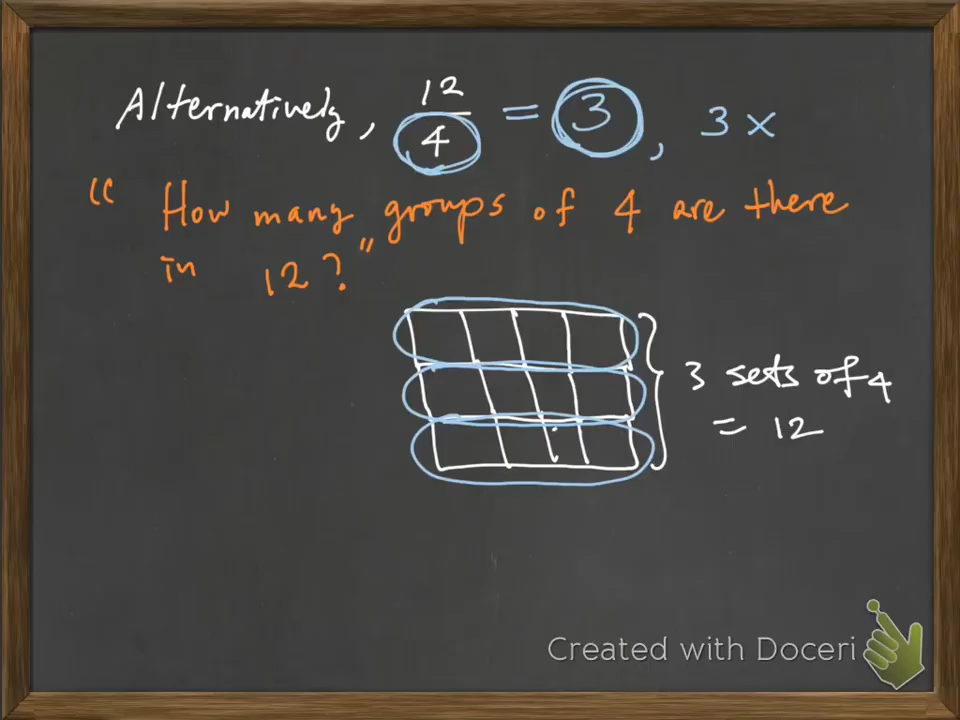 Alternatively, 12/4 = 3, 3 x
" How many groups of 4 are there
in 12? "
3 sets of 4
= 12
Created with Doceri